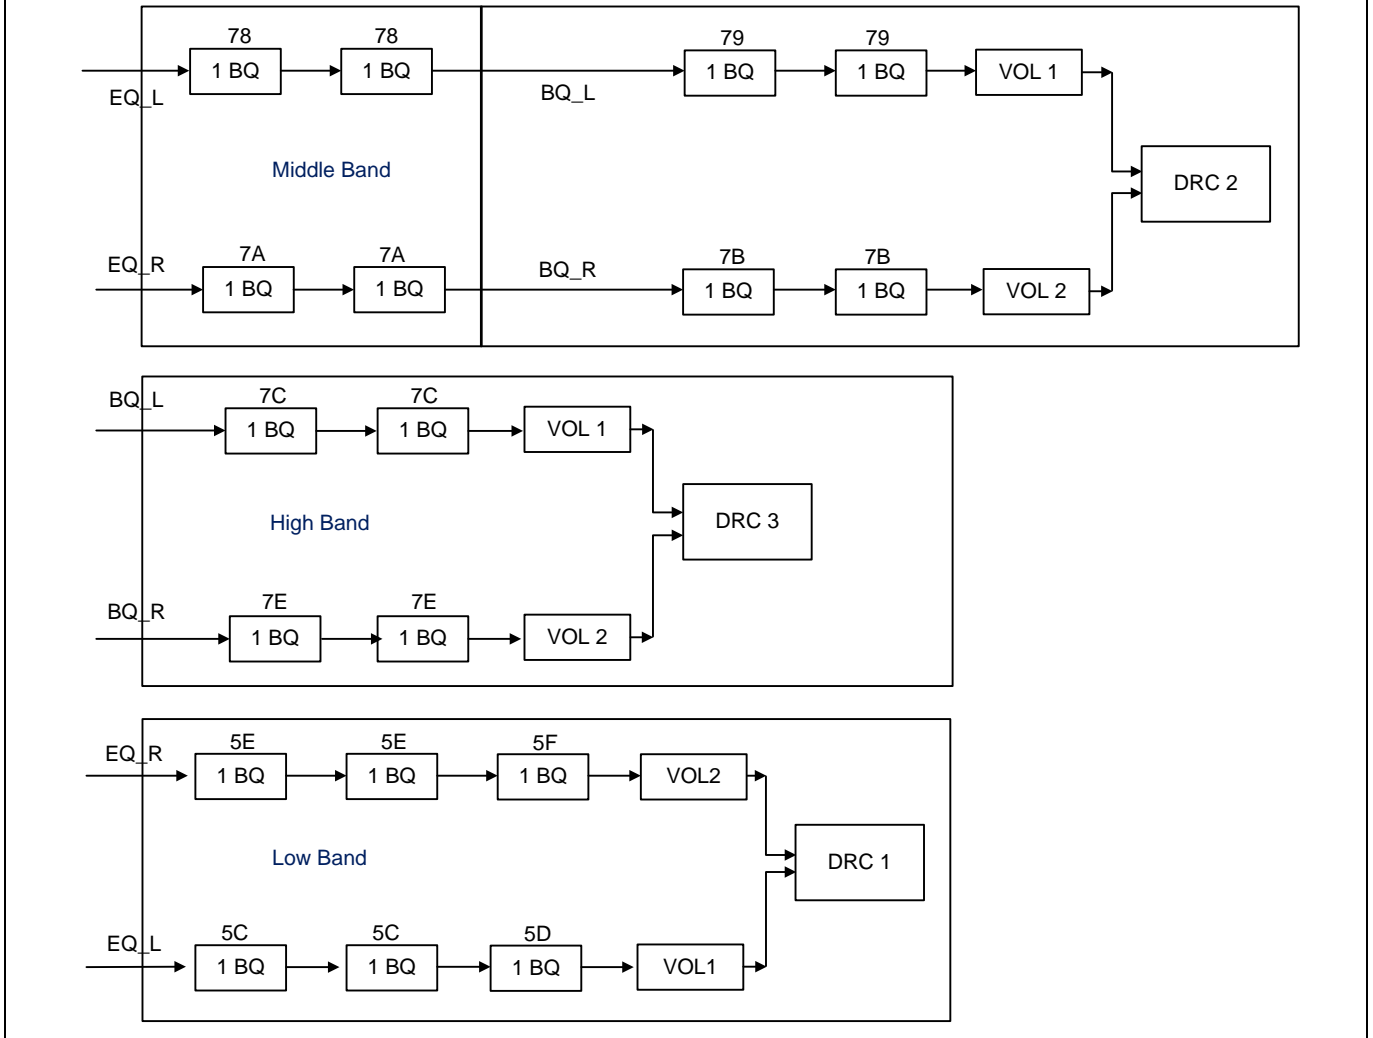 78 78 79 79
1 BQ 1 BQ 1 BQ 1 BQ VOL 1
EQ_L BQ_L
Middle Band
DRC 2
7A 7A 7B 7B
EQ_R BQ_R
1 BQ 1 BQ 1 BQ 1 BQ VOL 2
BQ_L 7C 7C
1 BQ 1 BQ VOL 1
High Band DRC 3
BQ_R 7E 7E
1 BQ 1 BQ VOL 2
EQ_R 5E 5E 5F
1 BQ 1 BQ 1 BQ VOL2
Low Band DRC 1
EQ_L 5C 5C 5D
1 BQ 1 BQ 1 BQ VOL1